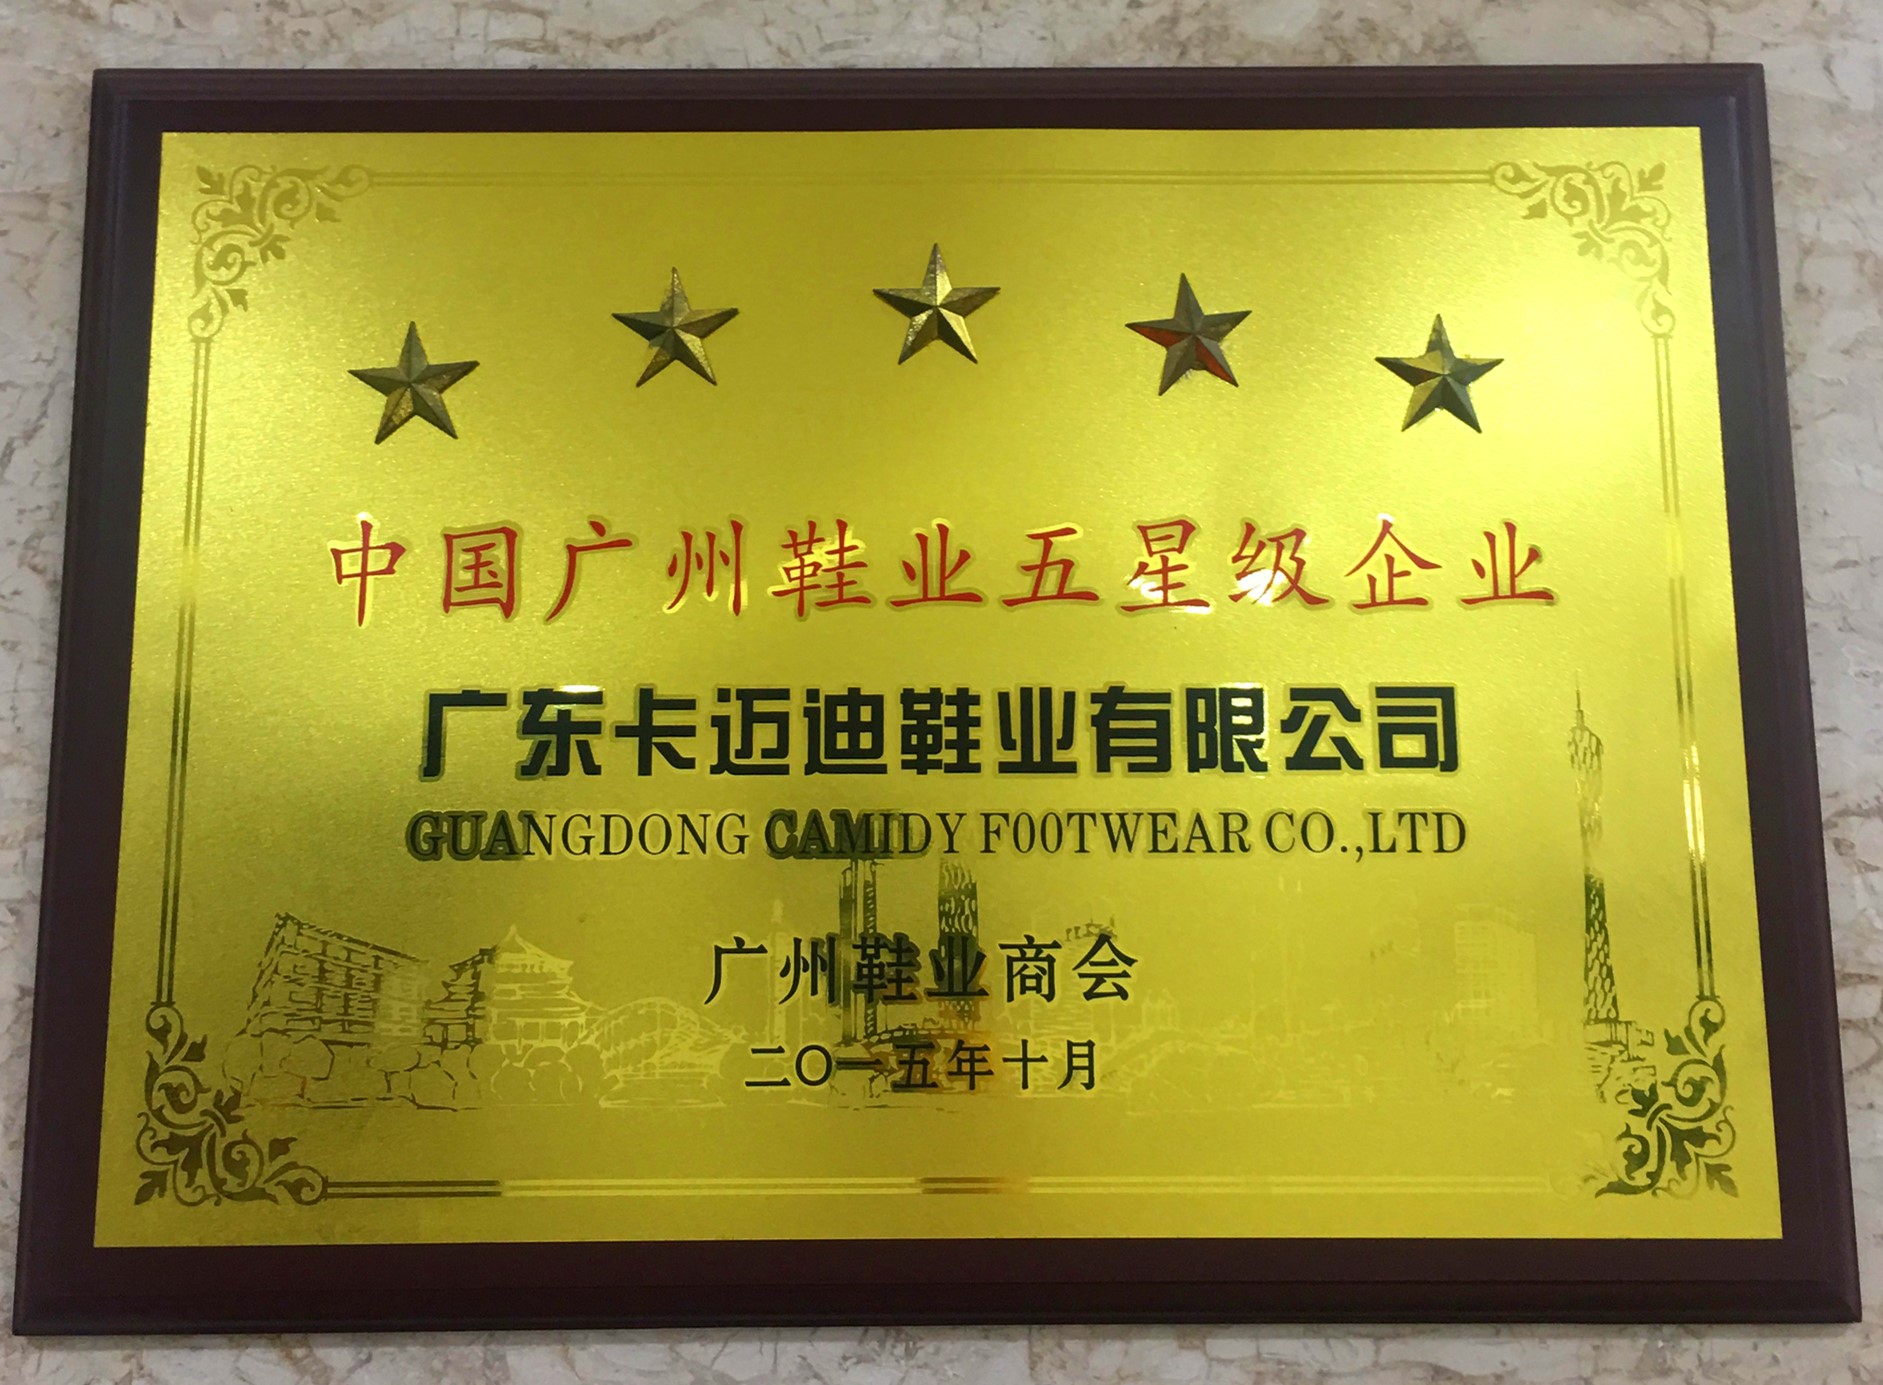 中国广州鞋业五星级企业
广东卡迈迪鞋业有限公司
GUANGDONG CAMIDY F00TWEAR CO.,LTD
广州鞋业商会
二〇一五年十月